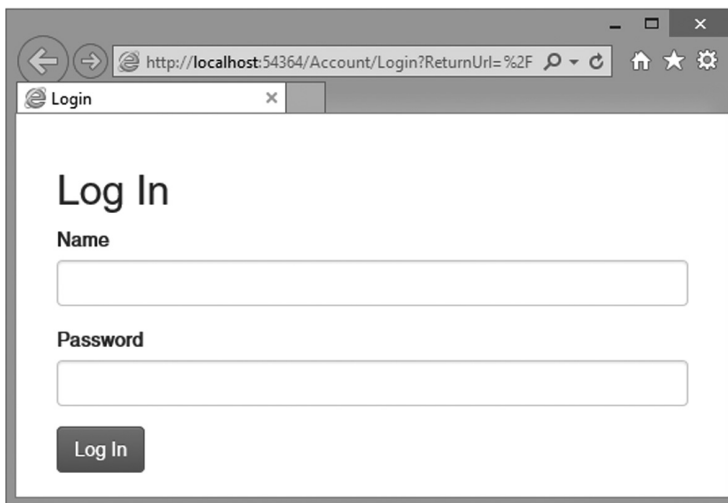 http://localhost:54364/Account/Login?ReturnUrl=%2F
Login
Log In
Name
Password
Log In